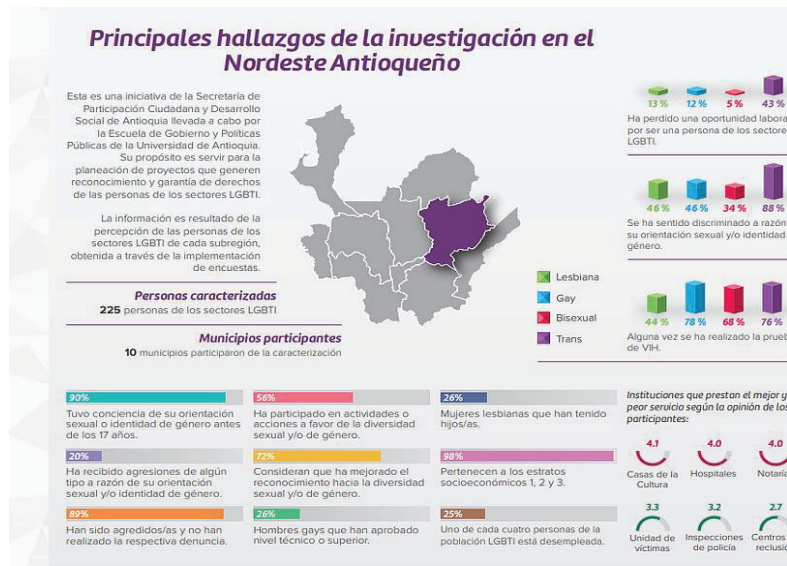 Principales hallazgos de la investigación en el
Nordeste Antioqueño
Esta es una iniciativa de la Secretaría de
Participación Ciudadana y Desarrollo
Social de Antioquia llevada a cabo por
la Escuela de Gobierno y Políticas
Públicas de la Universidad de Antioquia.
Su propósito es servir para la
planeación de proyectos que generen
reconocimiento y garantía de derechos
de las personas de los sectores LGBTI.
La información es resultado de la
percepción de las personas de los
sectores LGBTI de cada subregión,
obtenida a través de la implementación
de encuestas.
Personas caracterizadas
225 personas de los sectores LGBTI
Municipios participantes
10 municipios participaron de la caracterización
Lesbiana
Gay
Bisexual
Trans
13 % 12 % 5 % 43 %
Ha perdido una oportunidad labora
por ser una persona de los sectore
LGBTI.
46 % 46 % 34 % 88 %
Se ha sentido discriminado a razón
su orientación sexual y/o identidad
género.
44 % 78 % 68 % 76 %
Alguna vez se ha realizado la prueb
de VIH.
90%
Tuvo conciencia de su orientación
sexual o identidad de género antes
de los 17 años.
56%
Ha participado en actividades o
acciones a favor de la diversidad
sexual y/o de género.
26%
Mujeres lesbianas que han tenido
hijos/as.
20%
Ha recibido agresiones de algún
tipo a razón de su orientación
sexual y/o identidad de género.
72%
Consideran que ha mejorado el
reconocimiento hacia la diversidad
sexual y/o de género.
98%
Pertenecen a los estratos
socioeconómicos 1, 2 y 3.
89%
Han sido agredidos/as y no han
realizado la respectiva denuncia.
26%
Hombres gays que han aprobado
nivel técnico o superior.
25%
Uno de cada cuatro personas de la
población LGBTI está desempleada.
Instituciones que prestan el mejor y
peor servicio según la opinión de los
participantes:
4.1 4.0 4.0
Casas de la Cultura
Hospitales
Notaría
3.3 3.2 2.7
Unidad de víctimas
Inspecciones de policía
Centros
reclusió